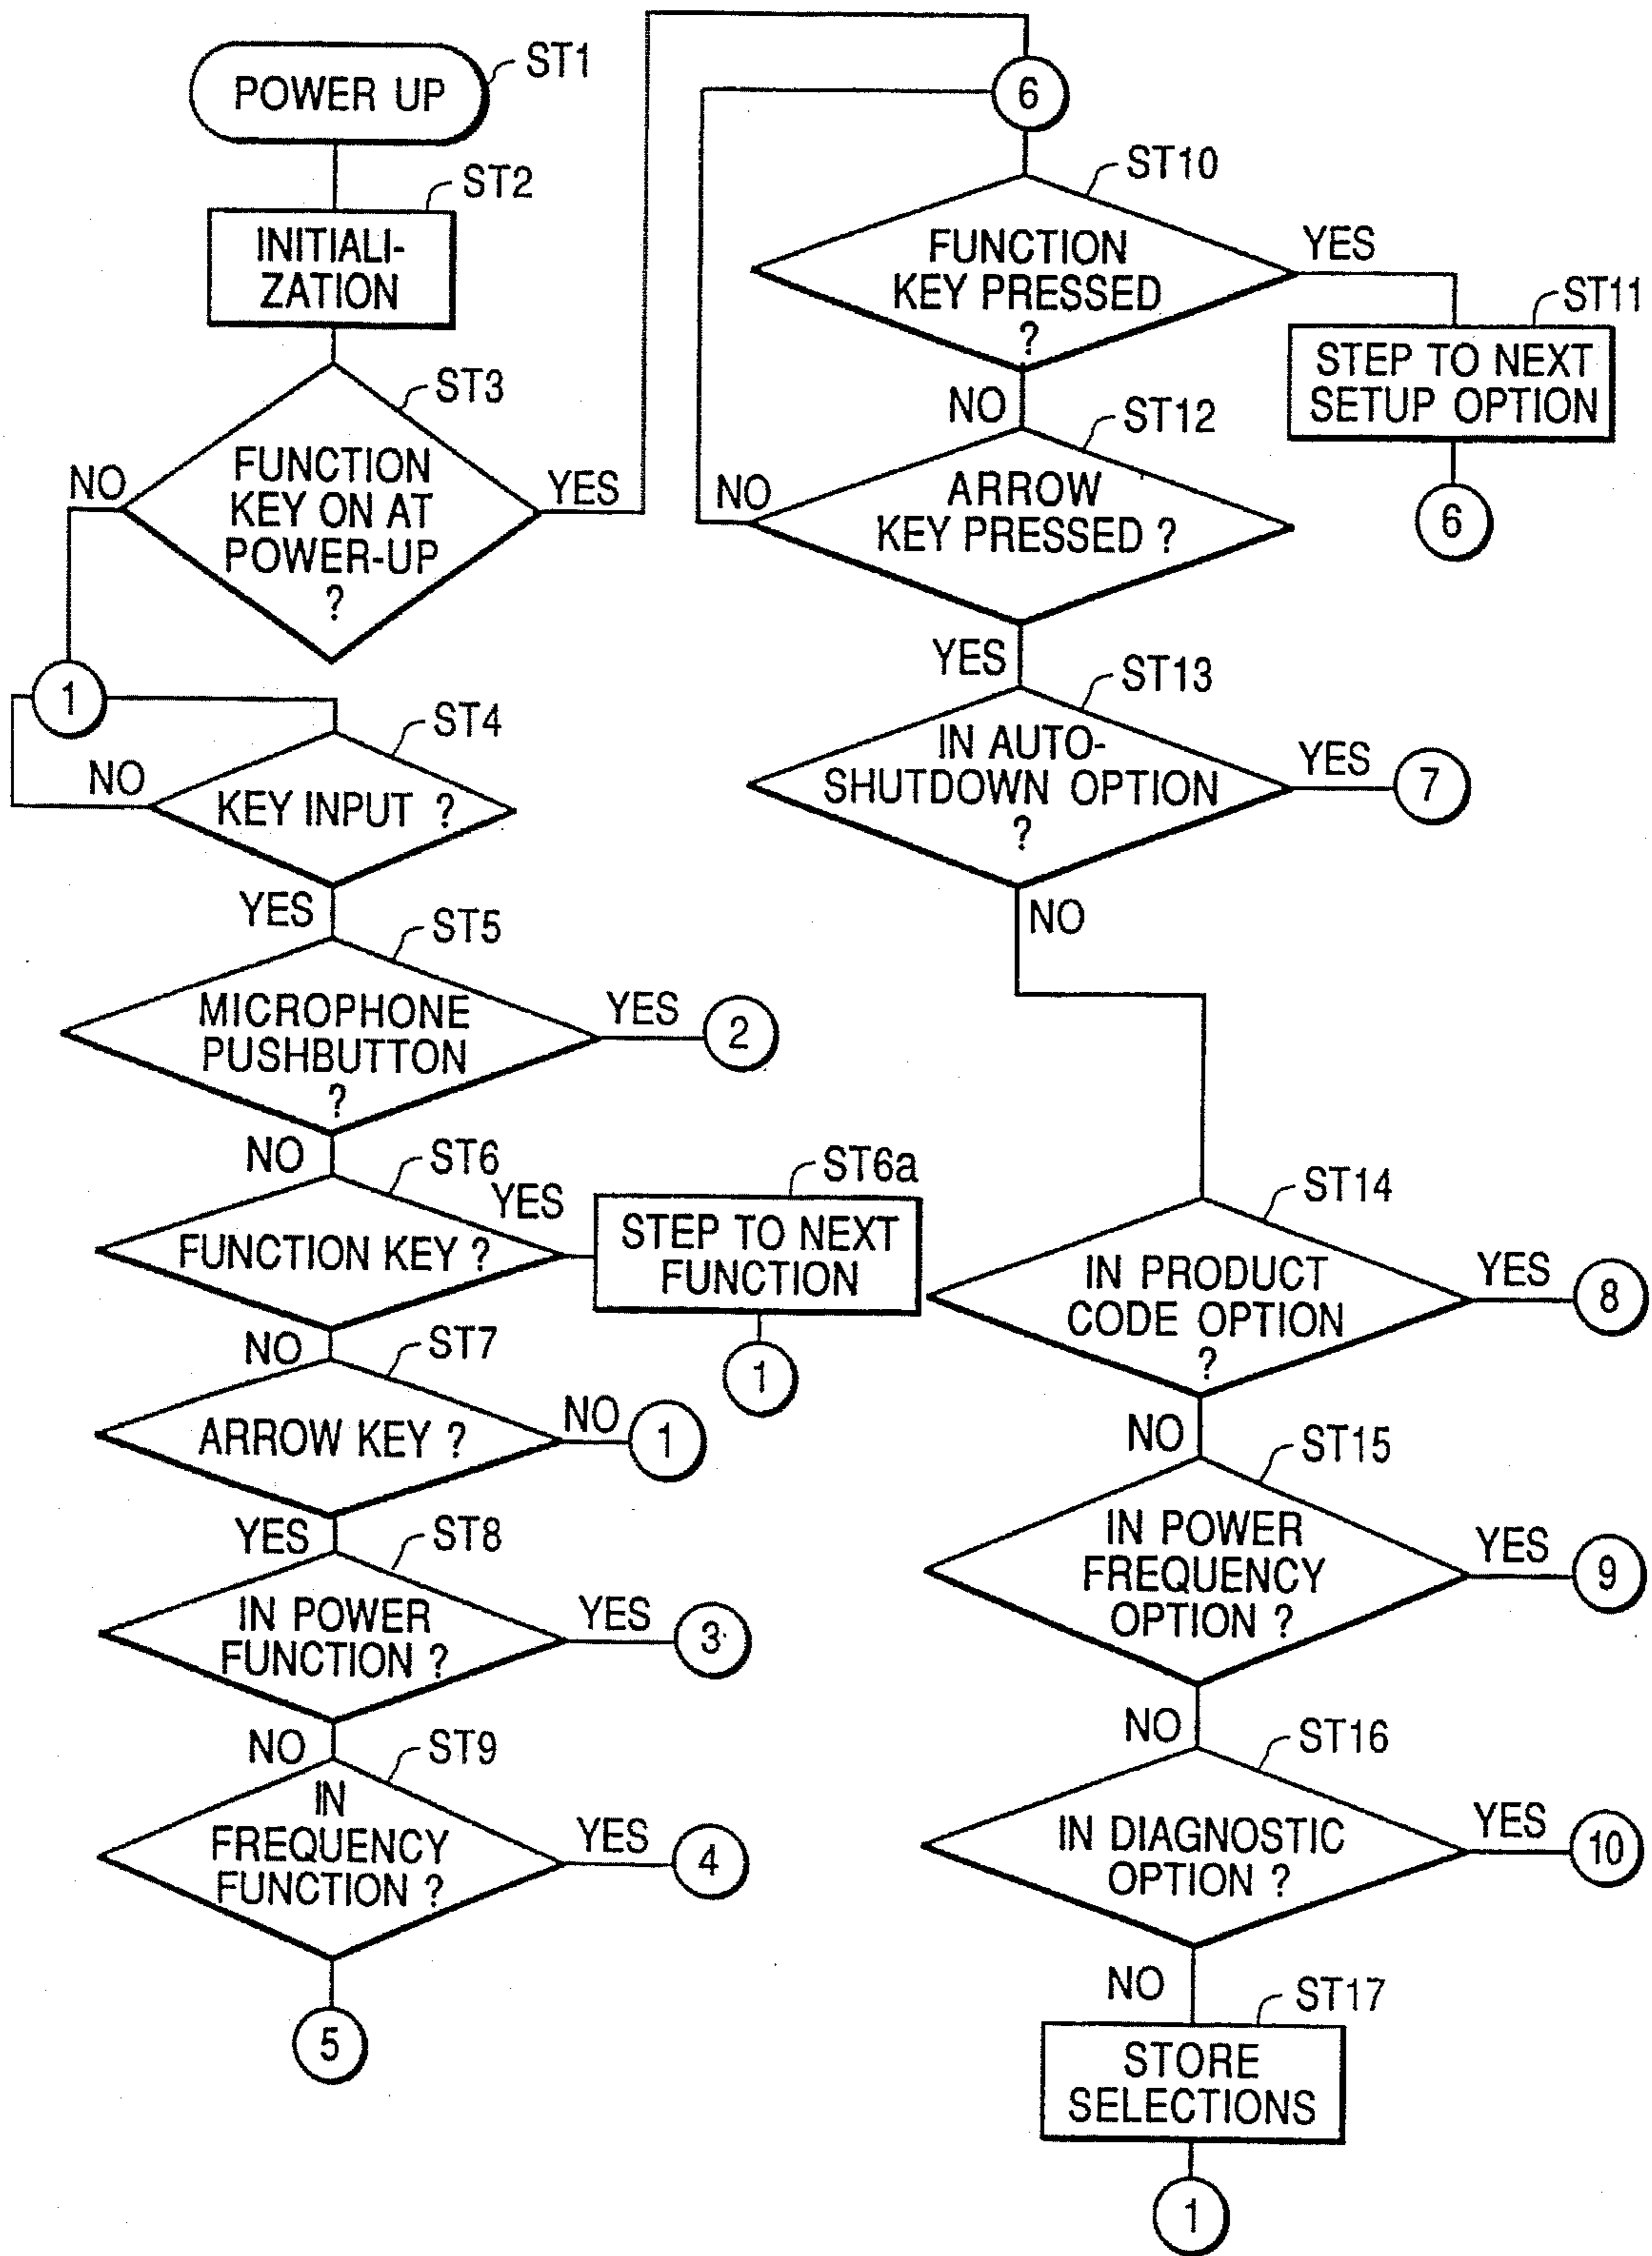 POWER UP
ST1
ST2
INITIALI-
ZATION
ST3
FUNCTION
KEY ON AT
POWER-UP
?
NO
YES
1
ST4
NO
KEY INPUT ?
YES
ST5
MICROPHONE
PUSHBUTTON
?
YES
2
NO
ST6
YES
FUNCTION KEY ?
ST6a
STEP TO NEXT
FUNCTION
1
NO
ST7
ARROW KEY ?
NO
1
YES
ST8
IN POWER
FUNCTION ?
YES
3
NO
ST9
IN
FREQUENCY
FUNCTION ?
YES
4
5
6
ST10
FUNCTION
KEY PRESSED
?
YES
ST11
STEP TO NEXT
SETUP OPTION
6
NO
ST12
ARROW
KEY PRESSED ?
NO
YES
ST13
IN AUTO-
SHUTDOWN OPTION
?
YES
7
NO
ST14
IN PRODUCT
CODE OPTION
?
YES
8
NO
ST15
IN POWER
FREQUENCY
OPTION ?
YES
9
NO
ST16
IN DIAGNOSTIC
OPTION ?
YES
10
NO
ST17
STORE
SELECTIONS
1